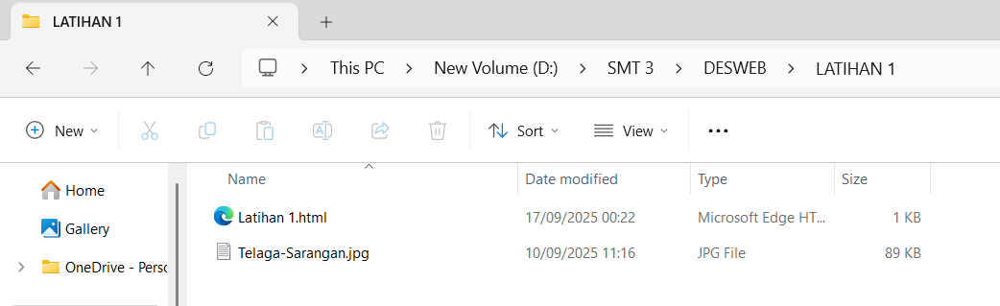 LATIHAN 1
This PC > New Volume (D:) > SMT 3 > DESWEB > LATIHAN 1
New Sort View
Name Date modified Type Size
Home
Gallery
OneDrive - Perso
Latihan 1.html 17/09/2025 00:22 Microsoft Edge HT... 1 KB
Telaga-Sarangan.jpg 10/09/2025 11:16 JPG File 89 KB